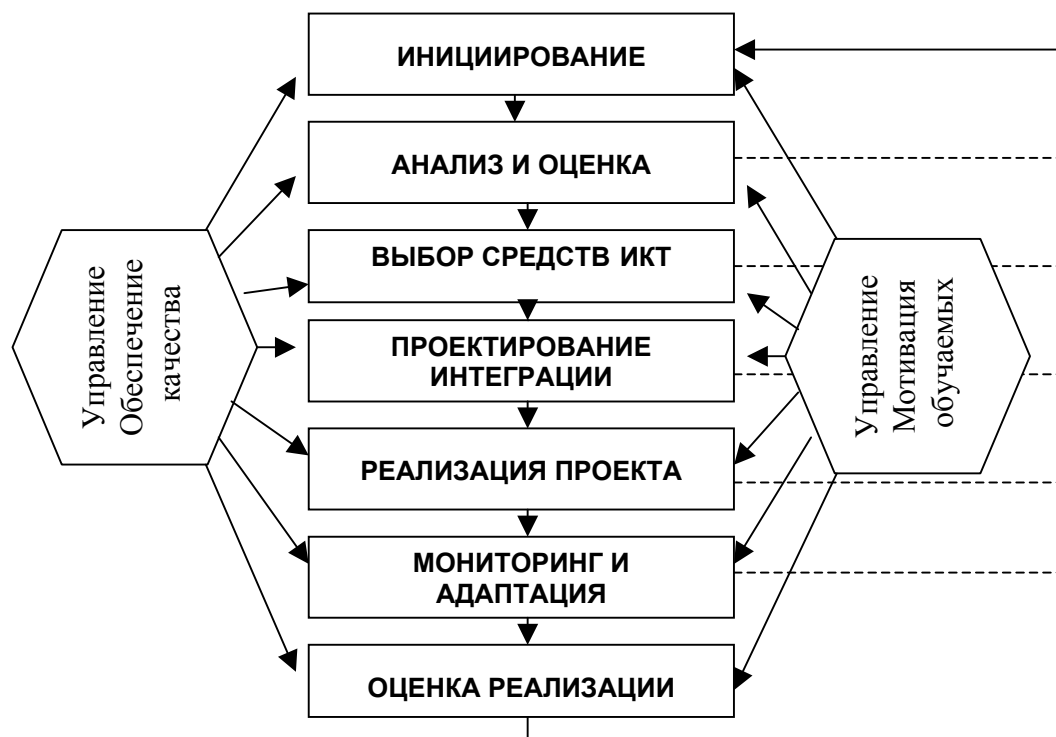 ИНИЦИИРОВАНИЕ
АНАЛИЗ И ОЦЕНКА
ВЫБОР СРЕДСТВ ИКТ
ПРОЕКТИРОВАНИЕ
ИНТЕГРАЦИИ
РЕАЛИЗАЦИЯ ПРОЕКТА
МОНИТОРИНГ И
АДАПТАЦИЯ
ОЦЕНКА РЕАЛИЗАЦИИ
Управление
Обеспечение
качества
Управление
Мотивация
обучаемых